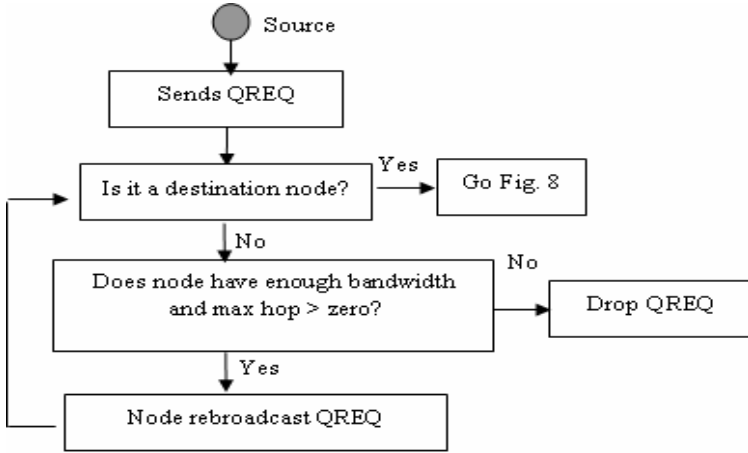 Source
Sends QREQ
Is it a destination node?
Yes
Go Fig. 8
No
Does node have enough bandwidth
and max hop > zero?
No
Drop QREQ
Yes
Node rebroadcast QREQ